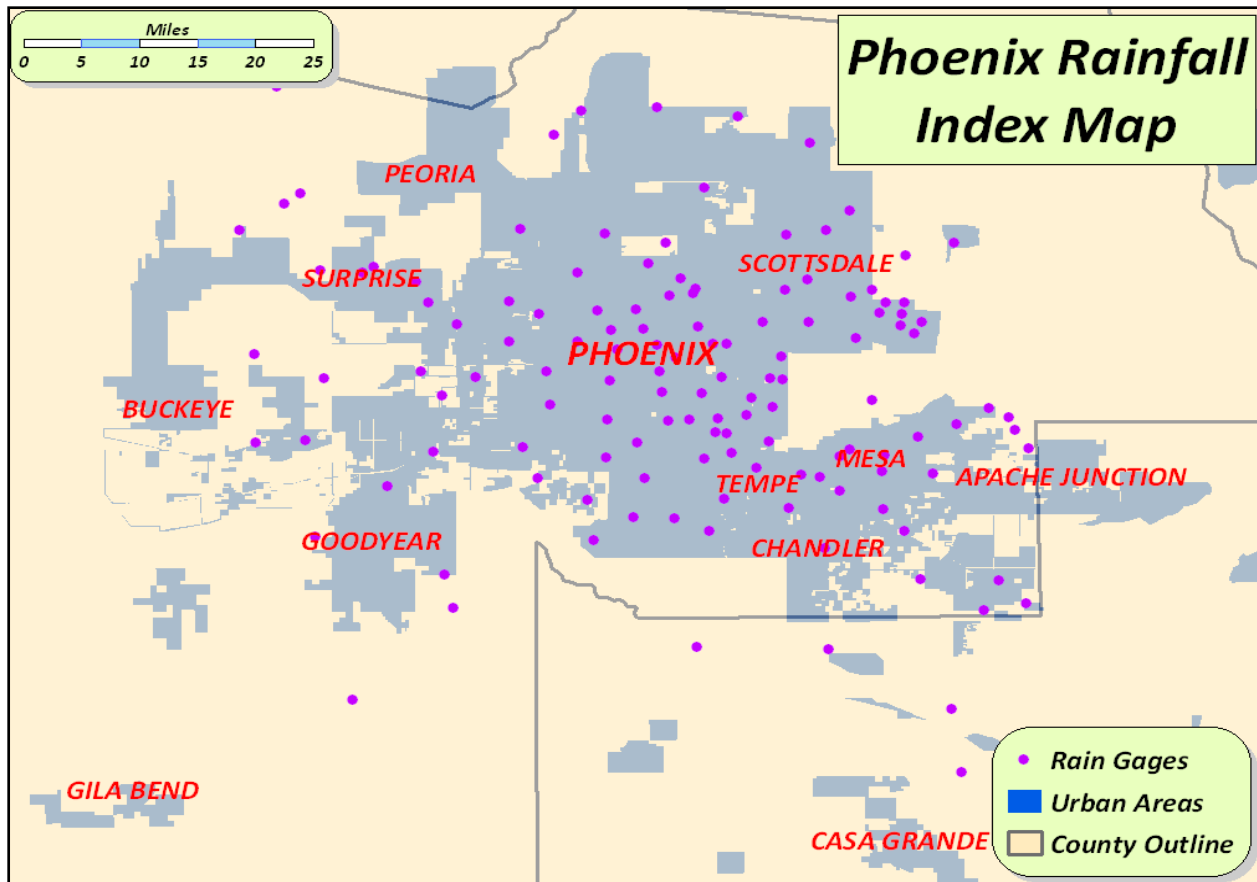 Miles
0 5 10 15 20 25
Phoenix Rainfall
Index Map
PEORIA
SURPRISE
SCOTTSDALE
PHOENIX
BUCKEYE
MESA
TEMPE
APACHE JUNCTION
GOODYEAR
CHANDLER
GILA BEND
CASA GRANDE
Rain Gages
Urban Areas
County Outline